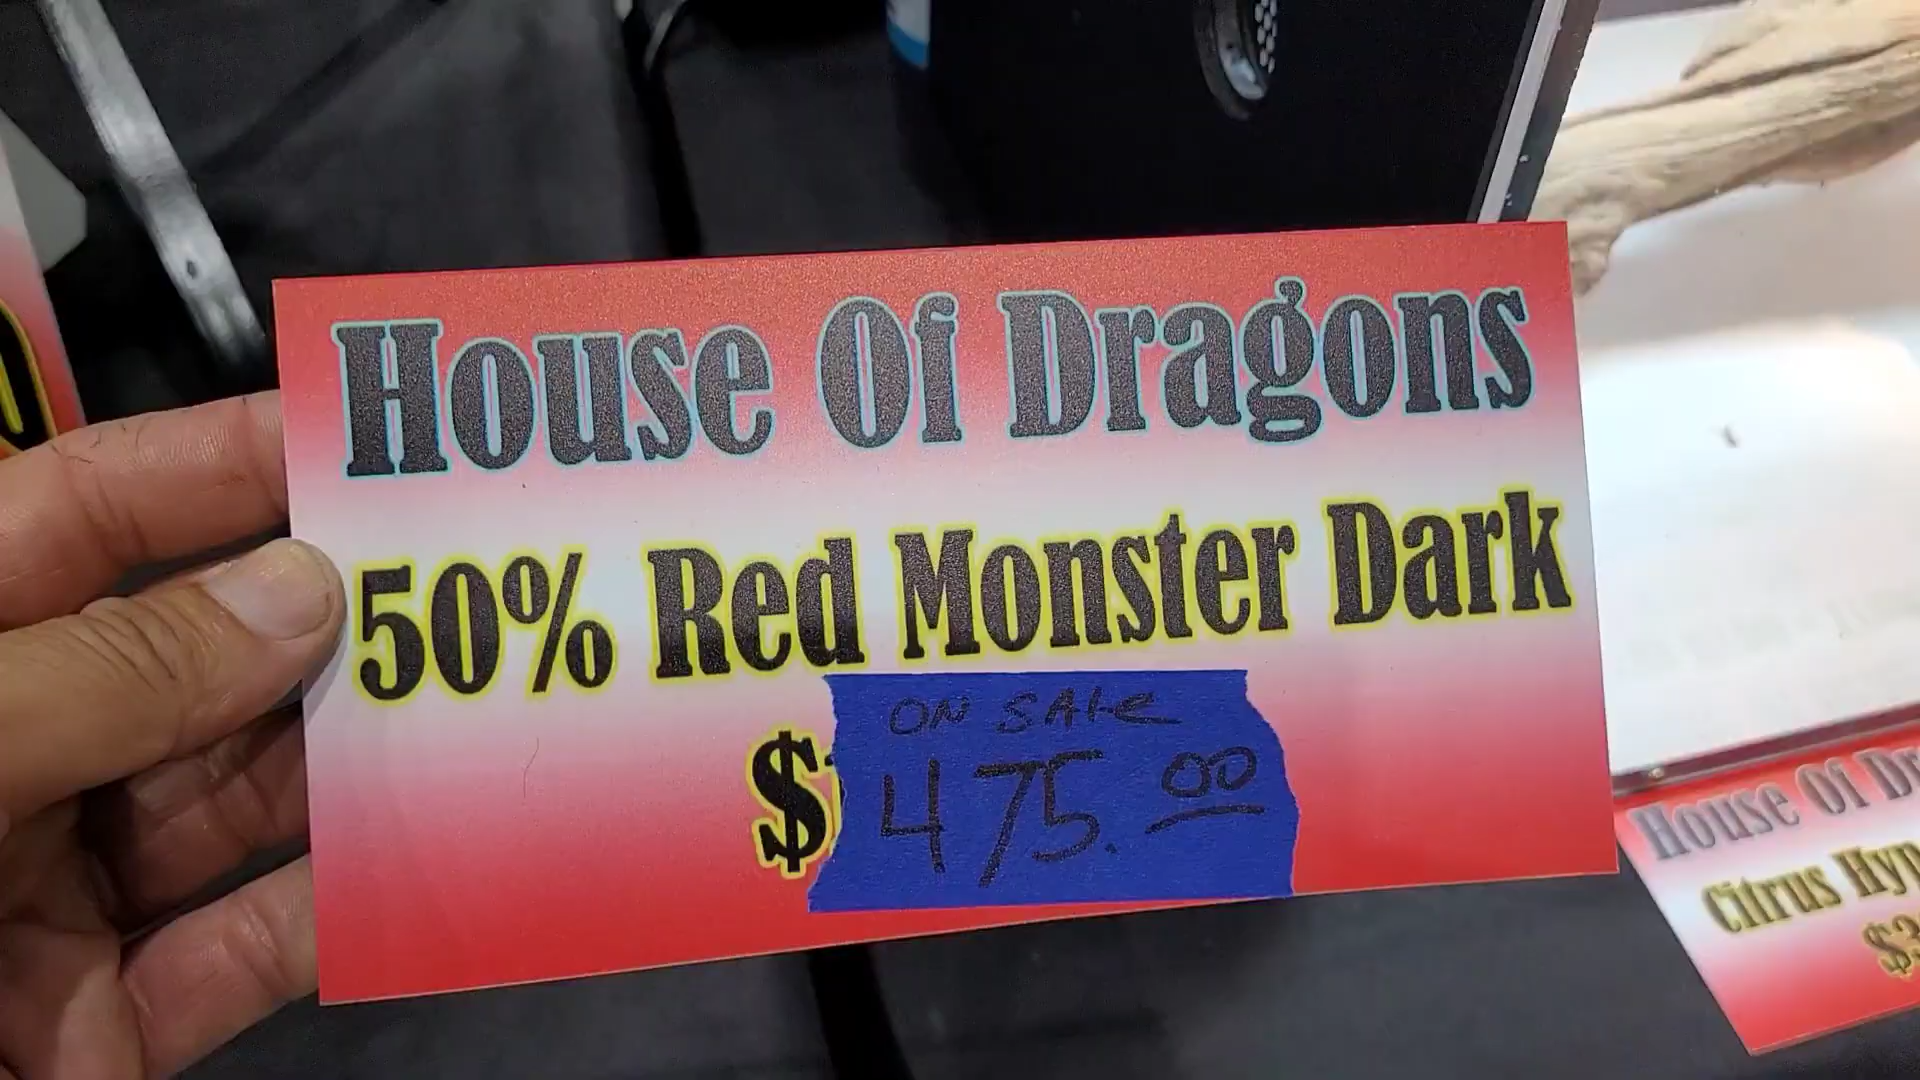 House Of Dragons
50% Red Monster Dark
$
ON SALE
475.00
House Of
Citrus